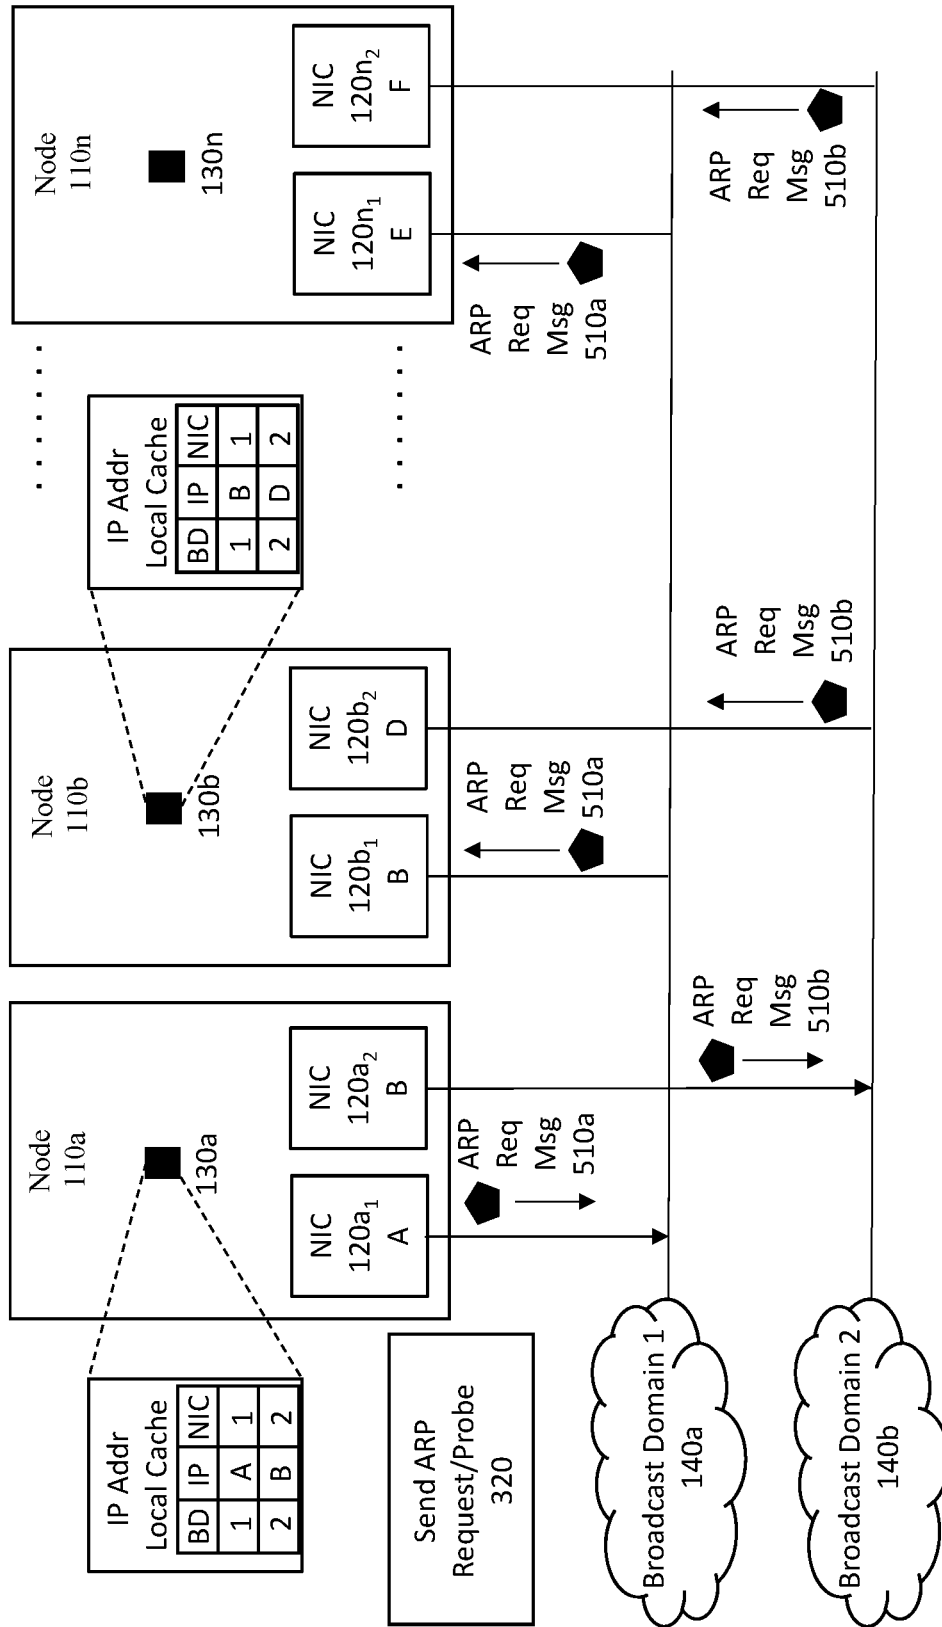 IP Addr
Local Cache
BD IP NIC
1 A 1
2 B 2
Send ARP
Request/Probe
320
Broadcast Domain 1
140a
Broadcast Domain 2
140b
Node
110a
130a
NIC
120a1
A
NIC
120a2
B
ARP
Req
Msg
510a
ARP
Req
Msg
510b
Node
110b
130b
NIC
120b1
B
NIC
120b2
D
ARP
Req
Msg
510a
ARP
Req
Msg
510b
IP Addr
Local Cache
BD IP NIC
1 B 1
2 D 2
Node
110n
130n
NIC
120n1
E
NIC
120n2
F
ARP
Req
Msg
510a
ARP
Req
Msg
510b